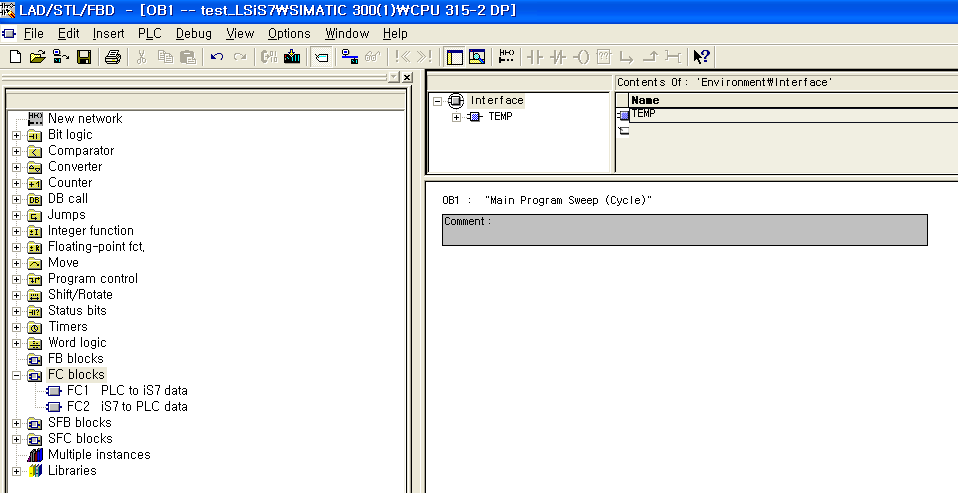 LAD/STL/FBD - [OB1 -- test_LSiS7₩SIMATIC 300(1)₩CPU 315-2 DP]
File Edit Insert PLC Debug View Options Window Help
Contents Of: 'Environment₩Interface'
Interface
Name
TEMP
TEMP
New network
Bit logic
Comparator
Converter
Counter
DB call
Jumps
Integer function
Floating-point fct.
Move
Program control
Shift/Rotate
Status bits
Timers
Word logic
FB blocks
FC blocks
FC1 PLC to iS7 data
FC2 iS7 to PLC data
SFB blocks
SFC blocks
Multiple instances
Libraries
OB1 : "Main Program Sweep (Cycle)"
Comment: